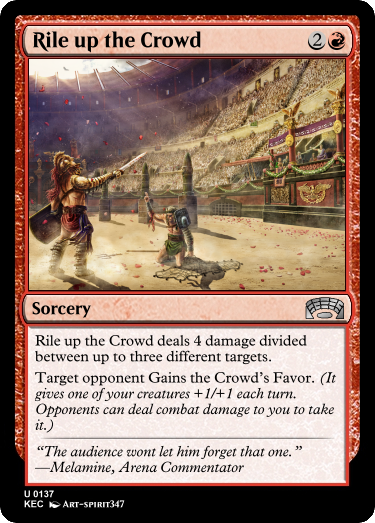 Rile up the Crowd 2
Sorcery
Rile up the Crowd deals 4 damage divided
between up to three different targets.
Target opponent Gains the Crowd's Favor. (It
gives one of your creatures +1/+1 each turn.
Opponents can deal combat damage to you to take
it.)
"The audience wont let him forget that one."
—Melamine, Arena Commentator
U 0137
KEC Art-spirit347